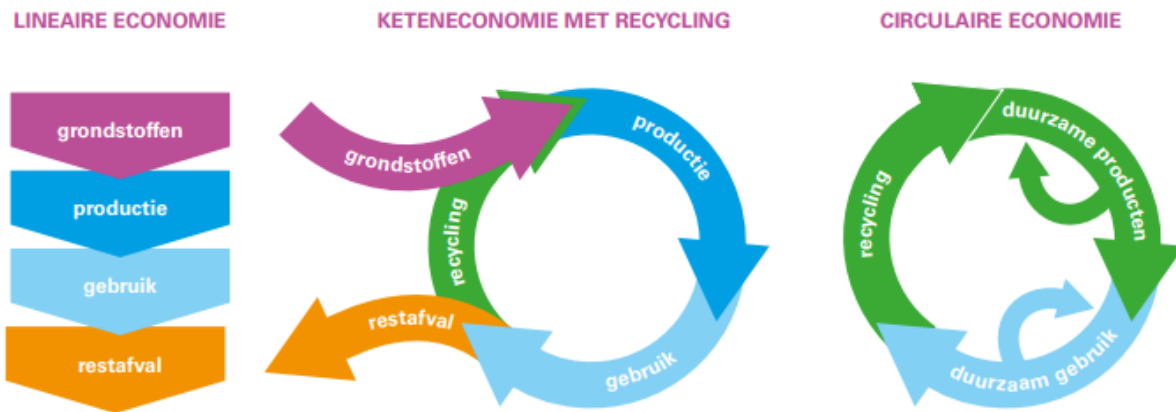 LINEAIRE ECONOMIE
grondstoffen
productie
gebruik
restafval
KETENECONOMIE MET RECYCLING
grondstoffen
productie
recycling
restafval
gebruik
CIRCULAIRE ECONOMIE
duurzame producten
recycling
duurzaam gebruik